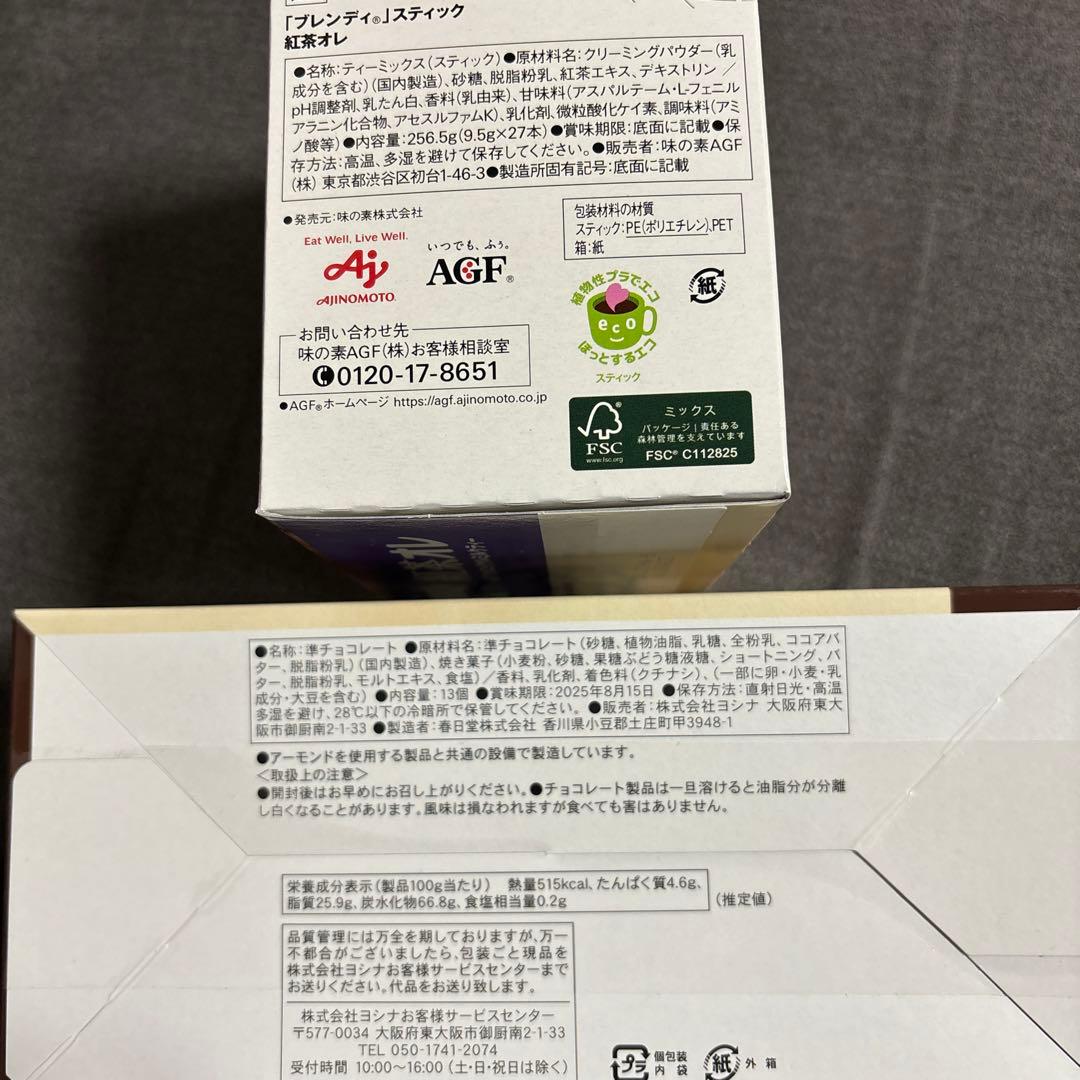 「ブレンディ®」スティック
紅茶オレ
●名称:ティーミックス(スティック)●原材料名:クリーミングパウダー(乳
成分を含む)(国内製造)、砂糖、脱脂粉乳、紅茶エキス、デキストリン/
pH調整剤、乳たん白、香料(乳由来)、甘味料(アスパルテーム・L-フェニル
アラニン化合物、アセスルファムK)、乳化剤、微粒酸化ケイ素、調味料(アミ
ノ酸等)●内容量:256.5g(9.5g×27本)●賞味期限:底面に記載●保
存方法:高温、多湿を避けて保存してください。●販売者:味の素AGF
(株) 東京都渋谷区初台1-46-3●製造所固有記号:底面に記載
●発売元:味の素株式会社
Eat Well, Live Well.
Aj
AJINOMOTO.
いつでも、ふぅ。
AGF®
包装材料の材質
スティック:PE(ポリエチレン)、PET
箱:紙
植物性プラでエコ
eco
ほっとするエコ
スティック
紙
お問い合わせ先
味の素AGF(株)お客様相談室
0120-17-8651
●AGF®ホームページ https://agf.ajinomoto.co.jp
FSC
www.fsc.org
ミックス
パッケージ|責任ある
森林管理を支えています
FSC® C112825
●名称:準チョコレート ●原材料名:準チョコレート(砂糖、植物油脂、乳糖、全粉乳、ココアバ
ター、脱脂粉乳)(国内製造)、焼き菓子(小麦粉、砂糖、果糖ぶどう糖液糖、ショートニング、バ
ター、脱脂粉乳、モルトエキス、食塩)/香料、乳化剤、着色料(クチナシ)、(一部に卵・小麦・乳
成分・大豆を含む) ●内容量:13個 ●賞味期限:2025年8月15日 ●保存方法:直射日光・高温
多湿を避け、28℃以下の冷暗所で保管してください。●販売者:株式会社ヨシナ 大阪府東大
阪市御厨南2-1-33 ●製造者:春日堂株式会社 香川県小豆郡土庄町甲3948-1
●アーモンドを使用する製品と共通の設備で製造しています。
<取扱上の注意>
●開封後はお早めにお召し上がりください。●チョコレート製品は一旦溶けると油脂分が分離
し白くなることがあります。風味は損なわれますが食べても害はありません。
栄養成分表示(製品100g当たり) 熱量515kcal、たんぱく質4.6g、
脂質25.9g、炭水化物66.8g、食塩相当量0.2g
(推定値)
品質管理には万全を期しておりますが、万一
不都合がございましたら、包装ごと現品を
株式会社ヨシナお客様サービスセンターまで
お送りください。代品をお送り致します。
株式会社ヨシナお客様サービスセンター
〒577-0034 大阪府東大阪市御厨南2-1-33
TEL 050-1741-2074
受付時間 10:00〜16:00(土・日・祝日は除く)
プラ
個包装
内 袋
紙
外 箱